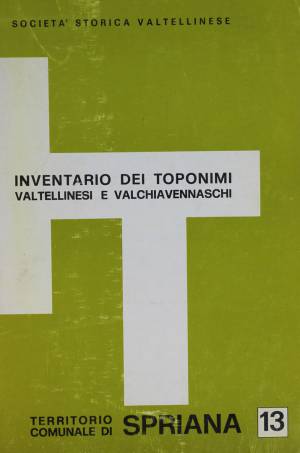 SOCIETA' STORICA VALTELLINESE
INVENTARIO DEI TOPONIMI
VALTELLINESI E VALCHIAVENNASCHI
TERRITORIO
COMUNALE DI SPRIANA 13